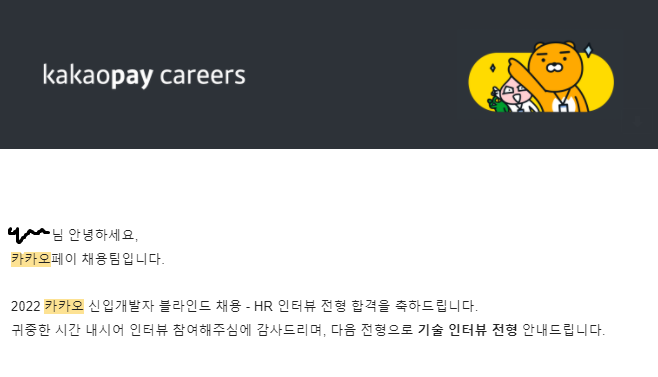 kakaopay careers
님 안녕하세요,
카카오페이 채용팀입니다.
2022 카카오 신입개발자 블라인드 채용 - HR 인터뷰 전형 합격을 축하드립니다.
귀중한 시간 내시어 인터뷰 참여해주심에 감사드리며, 다음 전형으로 기술 인터뷰 전형 안내드립니다.